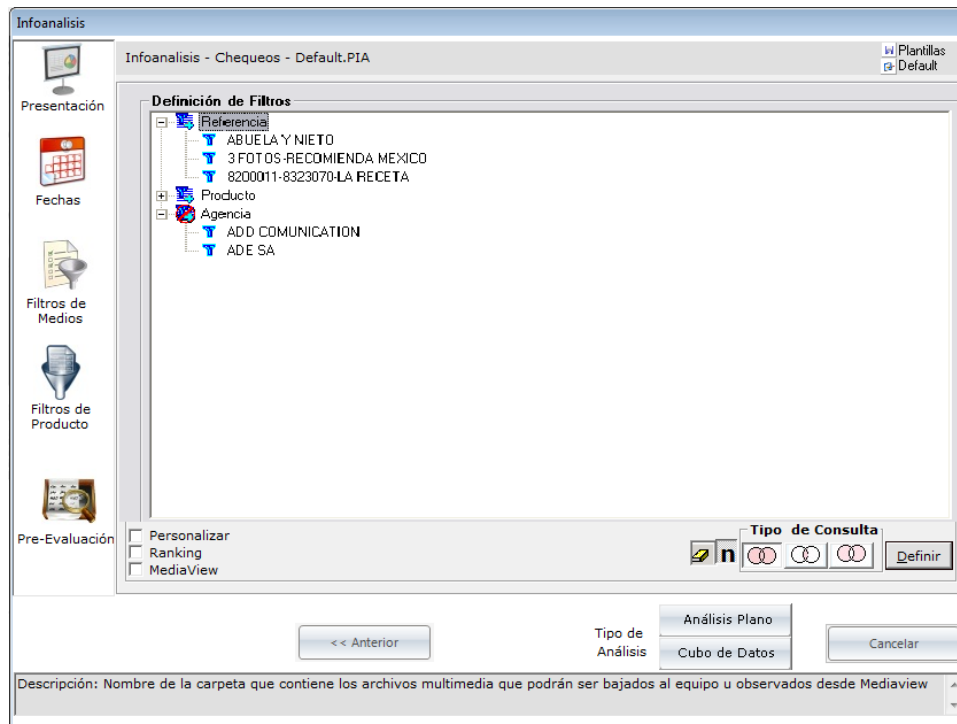 Infoanalisis
Infoanalisis - Chequeos - Default.PIA
Plantillas
Default
Presentación
Fechas
Filtros de
Medios
Filtros de
Producto
Pre-Evaluación
Definición de Filtros
Referencia
ABUELA Y NIETO
3 FOTOS-RECOMIENDA MEXICO
8200011-8323070-LA RECETA
Producto
Agencia
ADD COMUNICATION
ADE SA
Personalizar
Ranking
MediaView
n
Tipo de Consulta
Definir
<< Anterior
Tipo de
Análisis
Análisis Plano
Cubo de Datos
Cancelar
Descripción: Nombre de la carpeta que contiene los archivos multimedia que podrán ser bajados al equipo u observados desde Mediaview